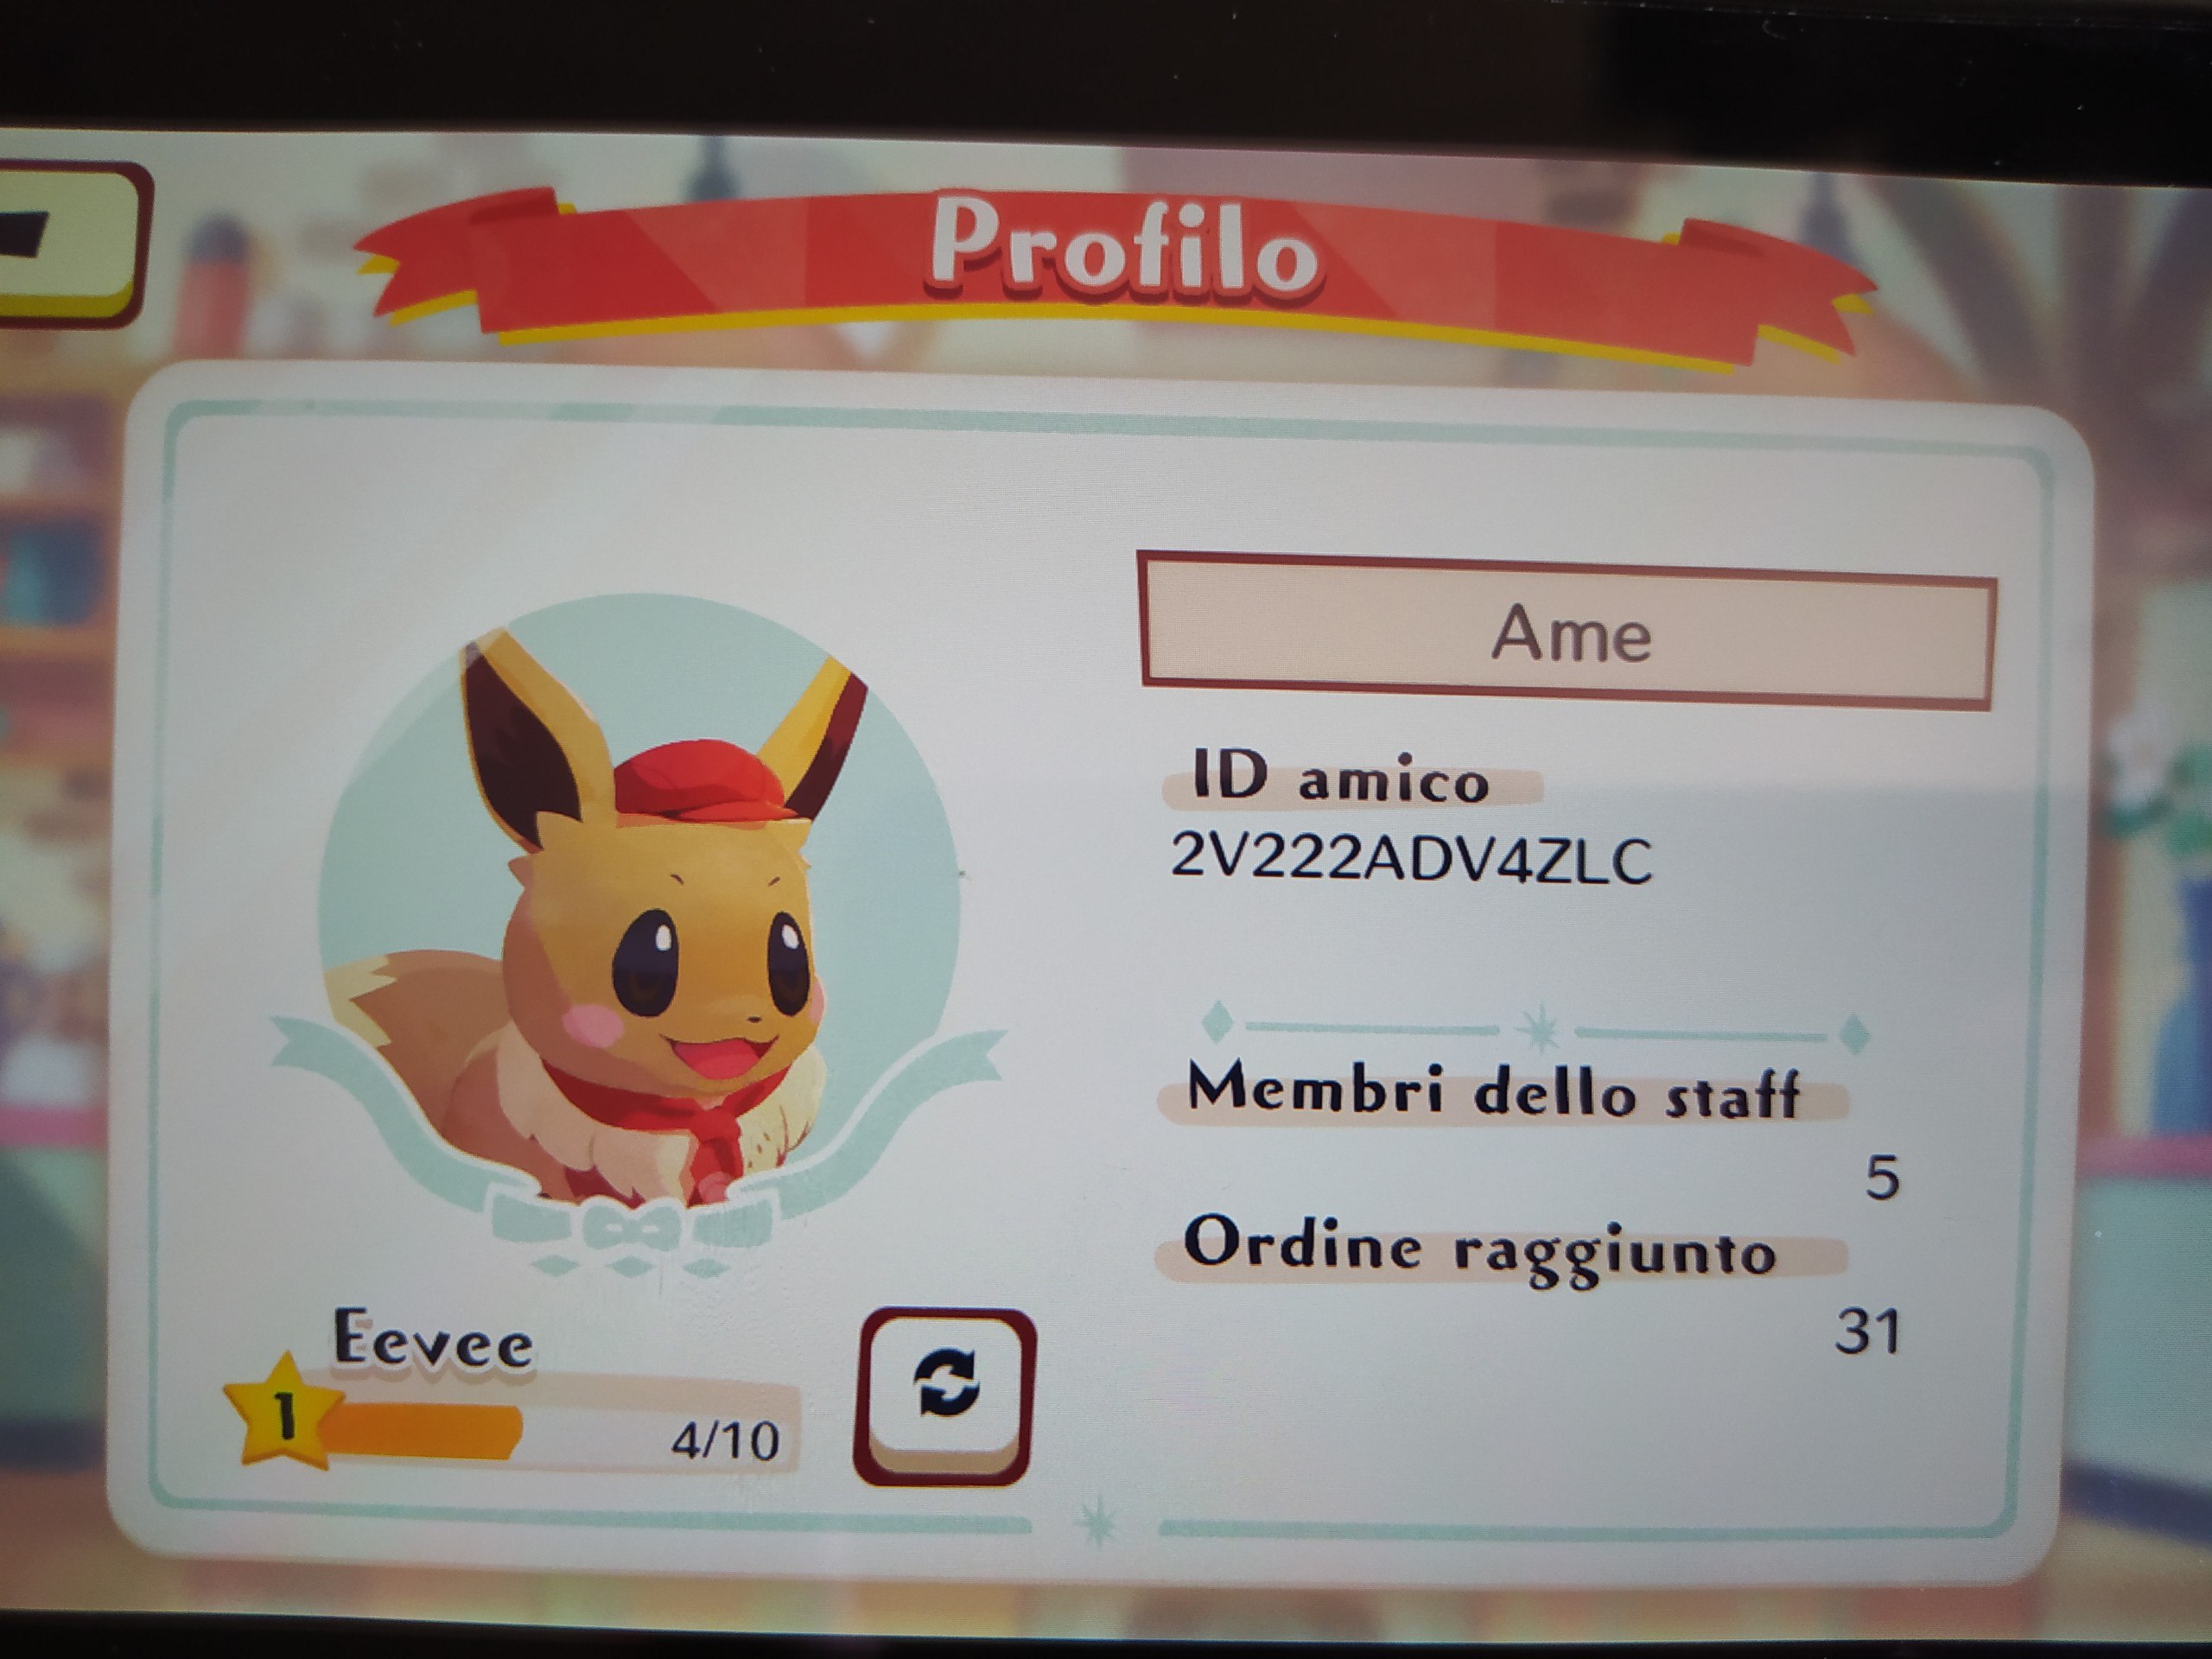 Profilo
Ame
ID amico
2V222ADV4ZLC
Membri dello staff
5
Ordine raggiunto
31
Eevee
1
4/10